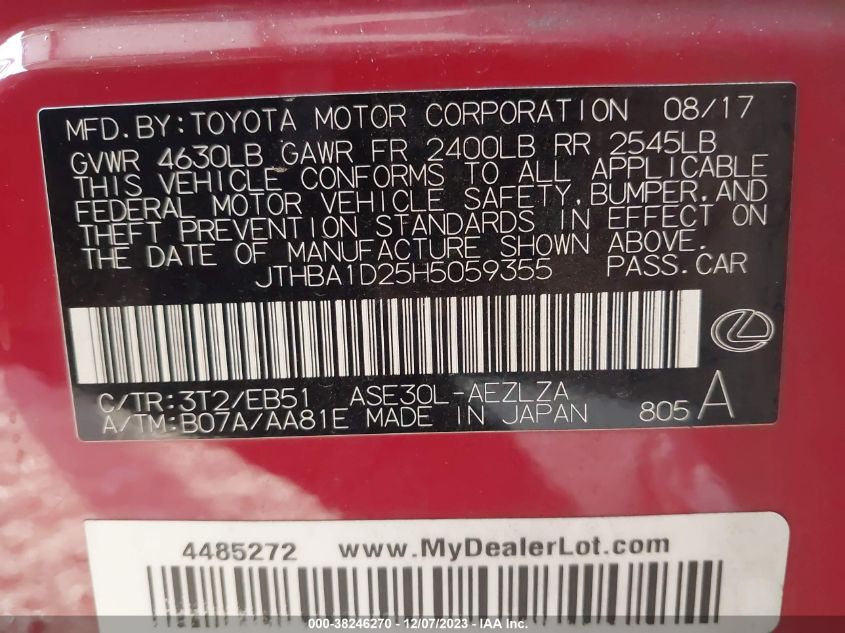 MFD.BY:TOYOTA MOTOR CORPORATION 08/17
GVWR 4630LB GAWR FR 2400LB RR 2545LB
THIS VEHICLE CONFORMS TO ALL APPLICABLE
FEDERAL MOTOR VEHICLE SAFETY,BUMPER,AND
THEFT PREVENTION STANDARDS IN EFFECT ON
THE DATE OF MANUFACTURE SHOWN ABOVE.
JTHBA1D25H5059355 PASS.CAR
C/TR:3T2/EB51 ASE30L-AEZLZA
A/TM:B07A/AA81E MADE IN JAPAN 805 A
4485272 www.MyDealerLot.com
000-38246270 - 12/07/2023 - IAA Inc.